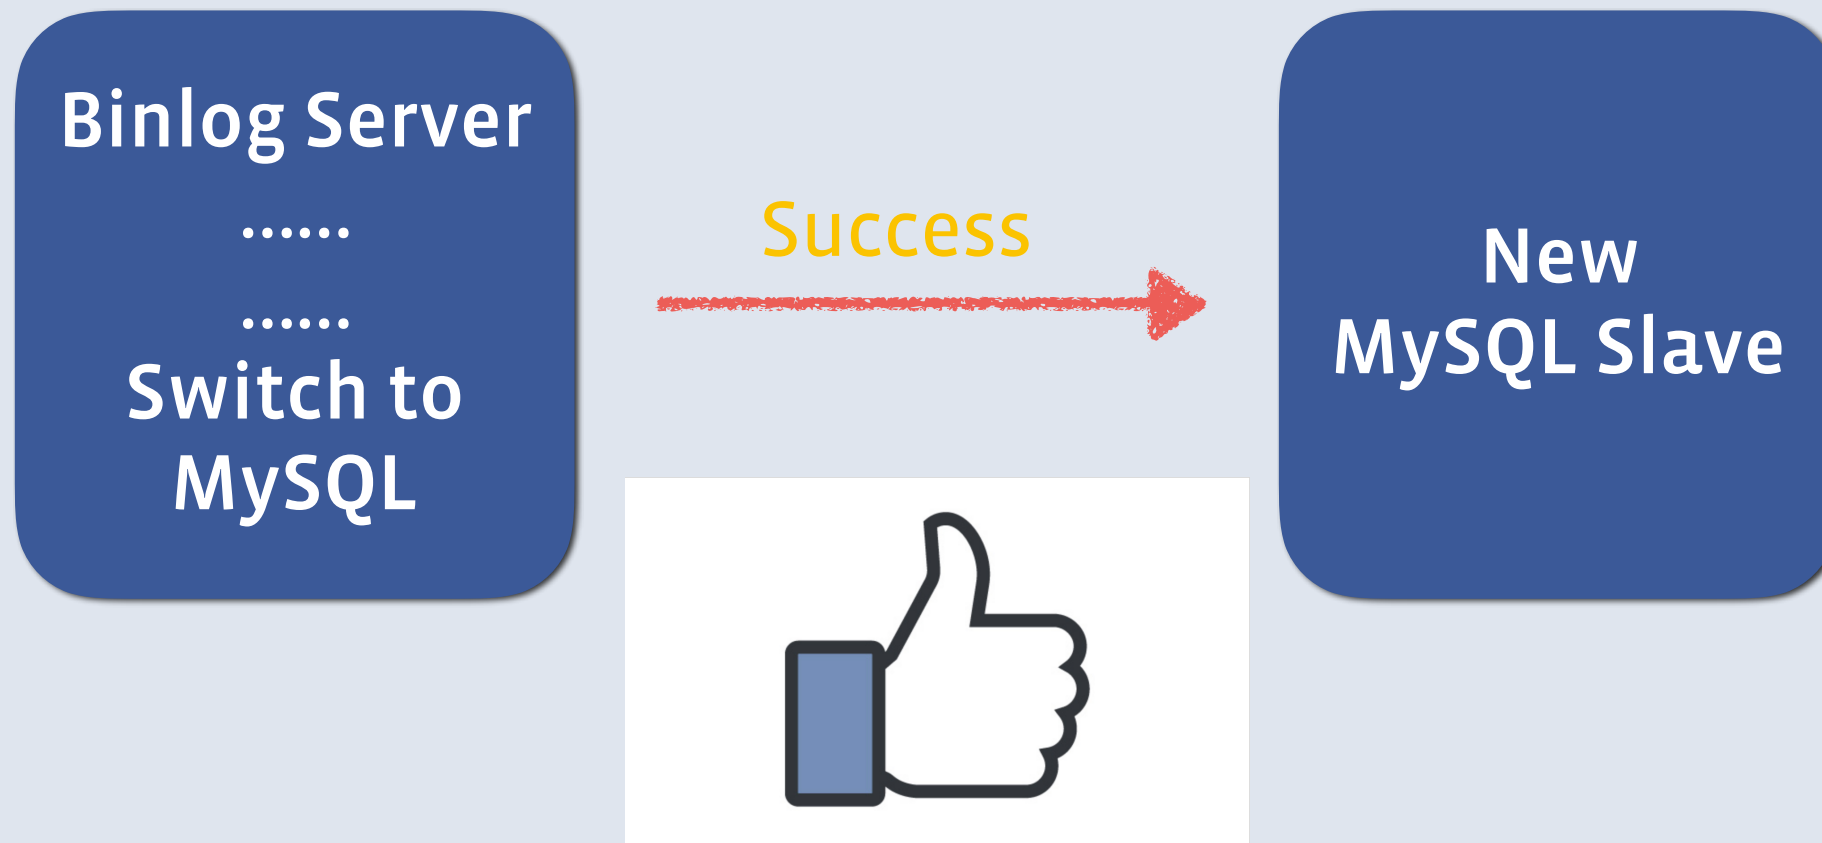 Binlog Server
......
......
Switch to
MySQL
Success
New
MySQL Slave